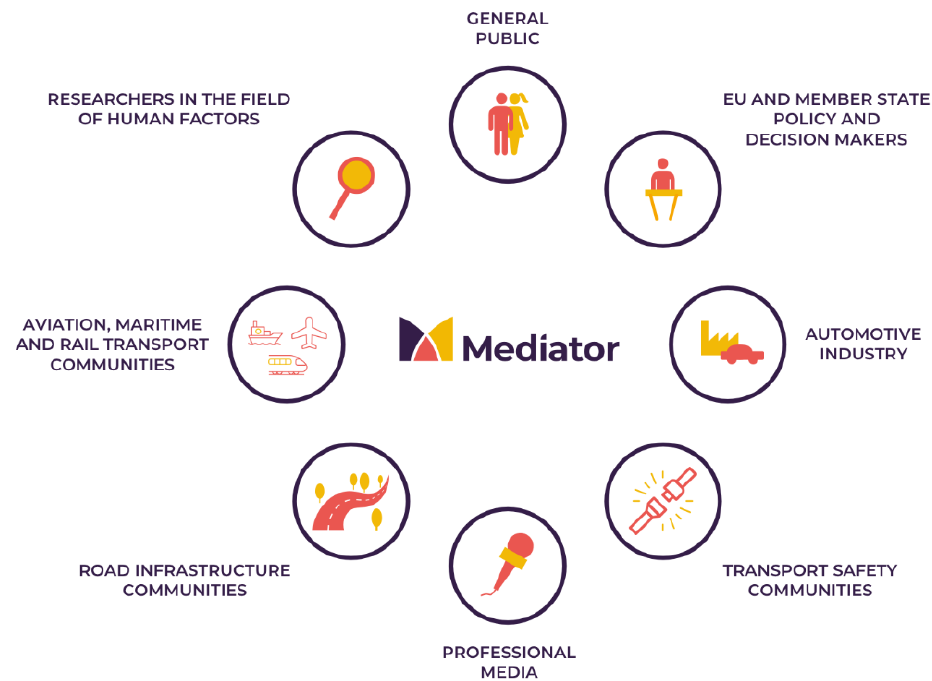 GENERAL
PUBLIC
RESEARCHERS IN THE FIELD
OF HUMAN FACTORS
EU AND MEMBER STATE
POLICY AND
DECISION MAKERS
AVIATION, MARITIME
AND RAIL TRANSPORT
COMMUNITIES
Mediator
AUTOMOTIVE
INDUSTRY
ROAD INFRASTRUCTURE
COMMUNITIES
TRANSPORT SAFETY
COMMUNITIES
PROFESSIONAL
MEDIA